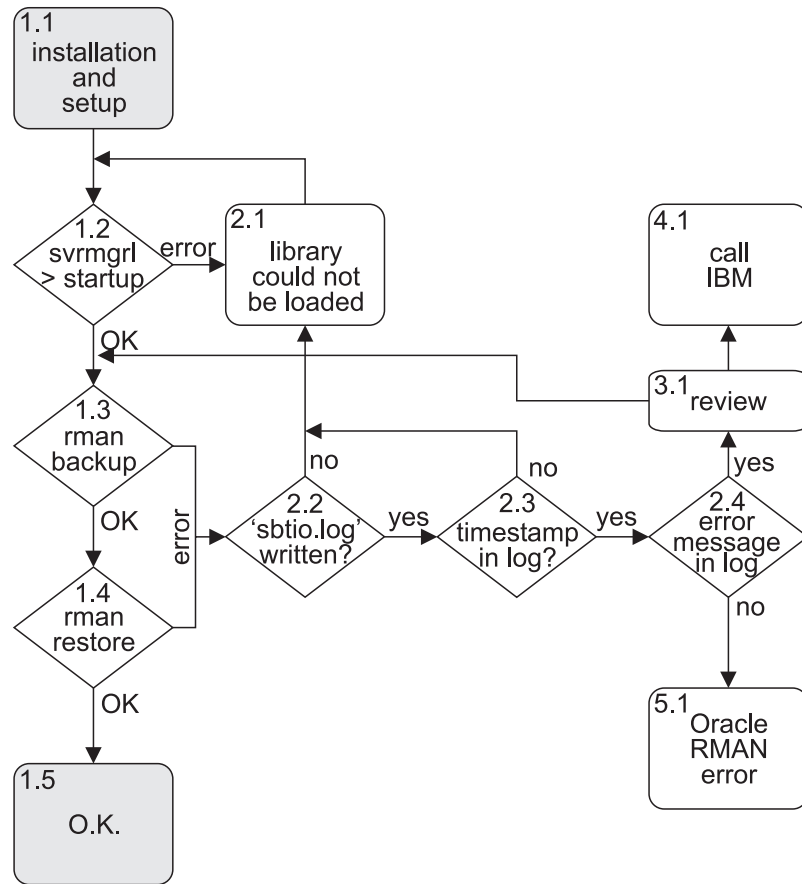 1.1
installation
and
setup
1.2
svrmgrl
> startup
error
2.1
library
could not
be loaded
4.1
call
IBM
OK
3.1
review
1.3
rman
backup
no
no
yes
OK
error
2.2
‘sbtio.log’
written?
yes
2.3
timestamp
in log?
yes
2.4
error
message
in log
1.4
rman
restore
no
OK
5.1
Oracle
RMAN
error
1.5
O.K.